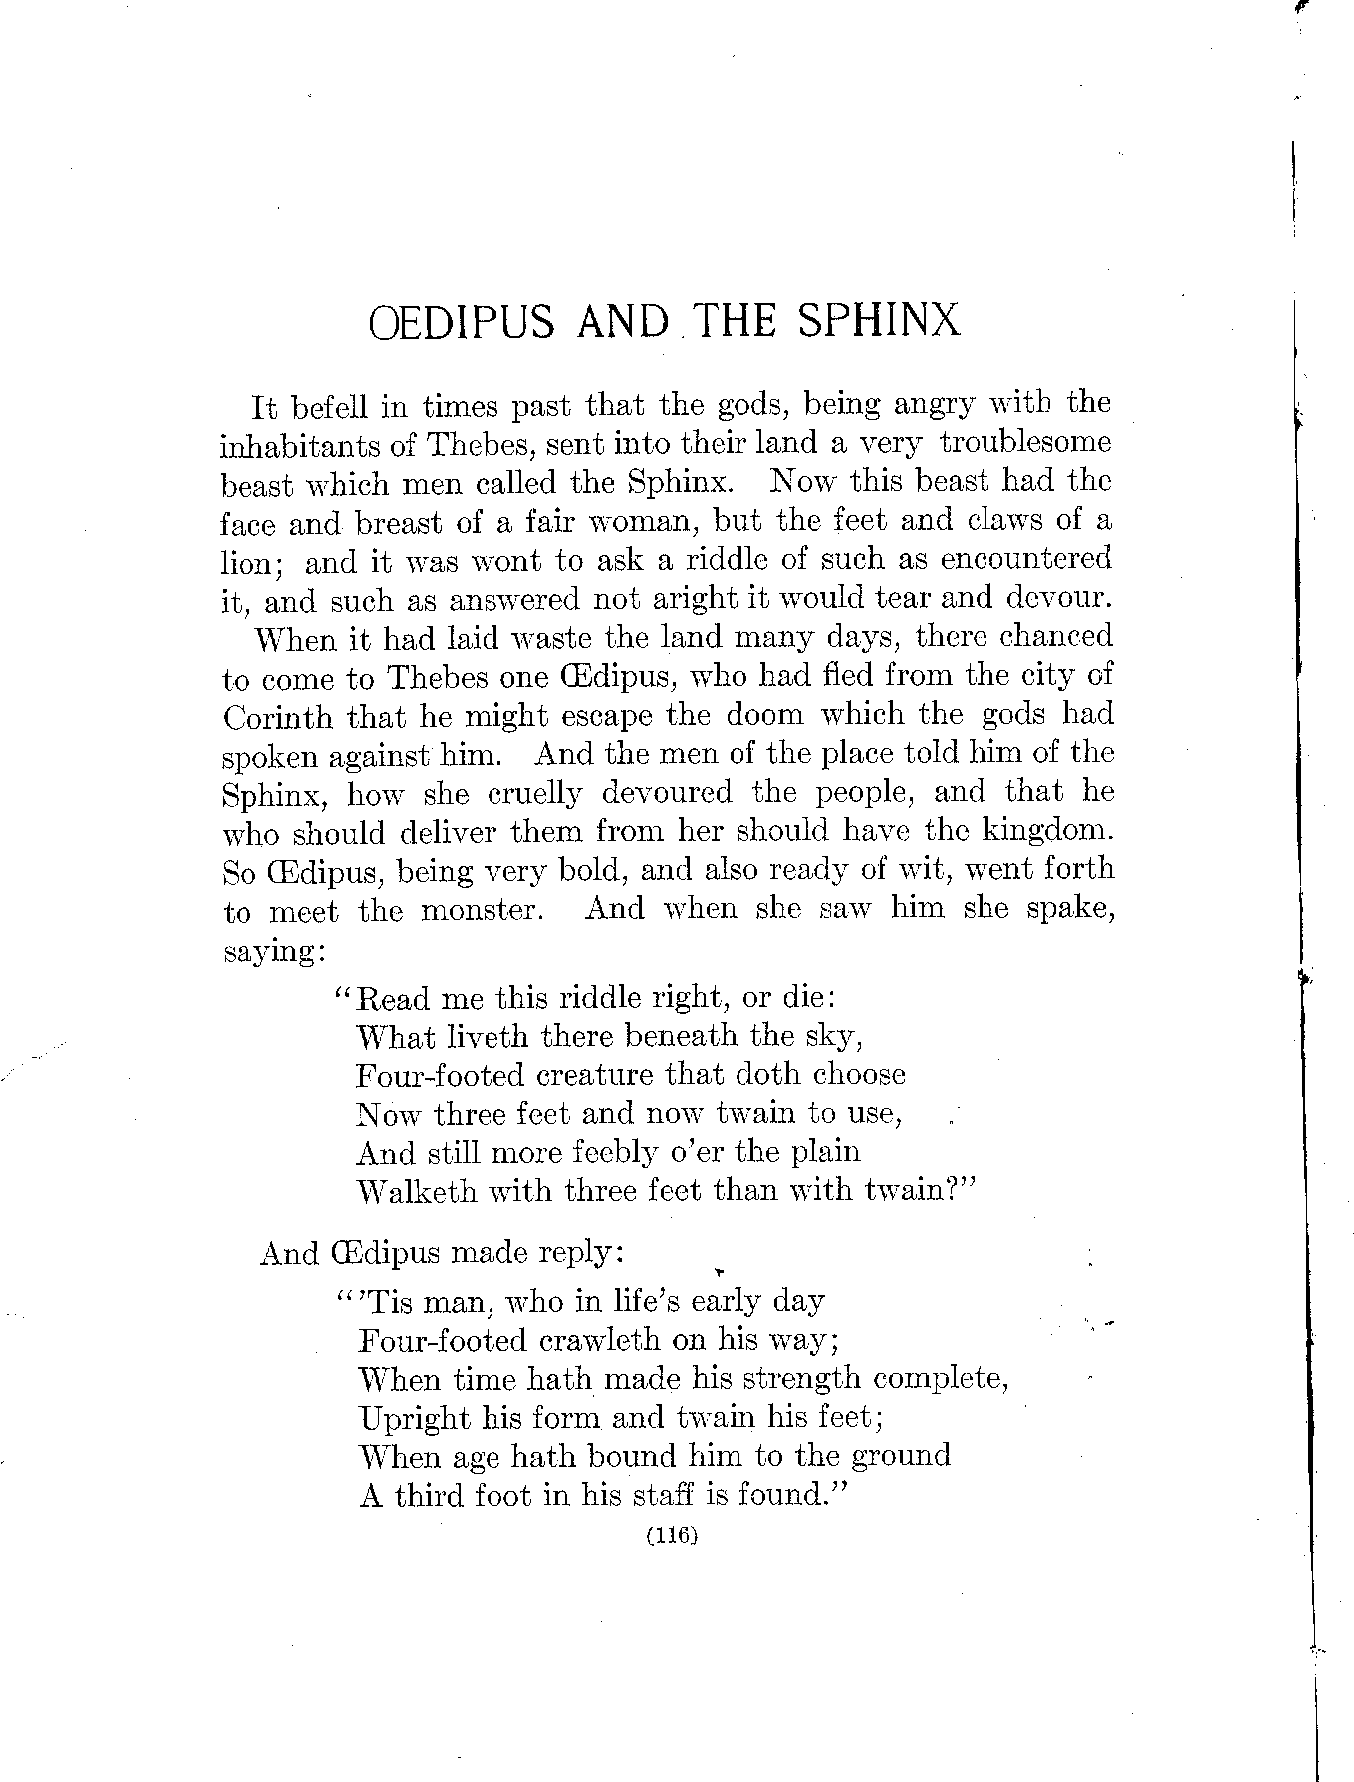 OEDIPUS AND THE SPHINX
It befell in times past that the gods, being angry with the
inhabitants of Thebes, sent into their land a very troublesome
beast which men called the Sphinx. Now this beast had the
face and breast of a fair woman, but the feet and claws of a
lion; and it was wont to ask a riddle of such as encountered
it, and such as answered not aright it would tear and devour.
When it had laid waste the land many days, there chanced
to come to Thebes one Œdipus, who had fled from the city of
Corinth that he might escape the doom which the gods had
spoken against him. And the men of the place told him of the
Sphinx, how she cruelly devoured the people, and that he
who should deliver them from her should have the kingdom.
So Œdipus, being very bold, and also ready of wit, went forth
to meet the monster. And when she saw him she spake,
saying:
“Read me this riddle right, or die:
What liveth there beneath the sky,
Four-footed creature that doth choose
Now three feet and now twain to use,
And still more feebly o’er the plain
Walketh with three feet than with twain?”
And Œdipus made reply:
“’Tis man, who in life’s early day
Four-footed crawleth on his way;
When time hath made his strength complete,
Upright his form and twain his feet;
When age hath bound him to the ground
A third foot in his staff is found.”
(116)